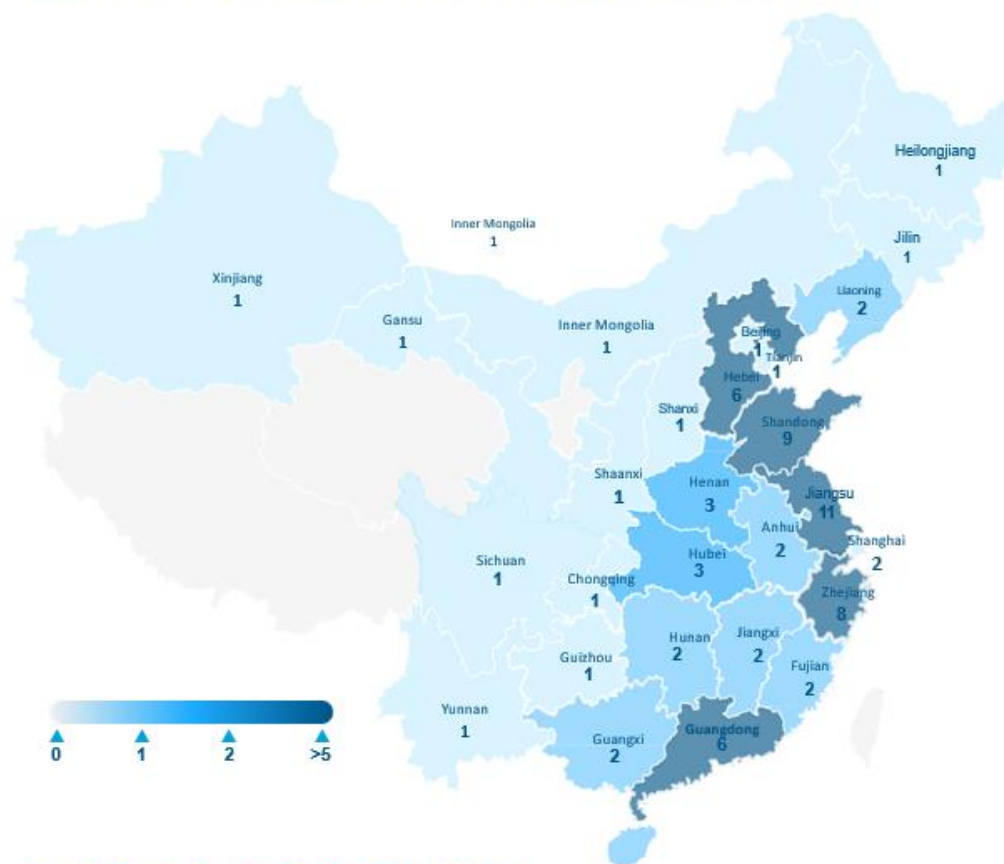 Heilongjiang
1
Inner Mongolia
1
Jilin
1
Xinjiang
1
Liaoning
2
Gansu
1
Inner Mongolia
1
Beijing
1
Tianjin
1
Hebei
6
Shanxi
1
Shandong
9
Shaanxi
1
Henan
3
Jiangsu
11
Anhui
2
Shanghai
2
Sichuan
1
Hubei
3
Chongqing
1
Zhejiang
8
Hunan
2
Jiangxi
2
Guizhou
1
Fujian
2
Yunnan
1
Guangxi
2
Guangdong
6
0 1 2 >5